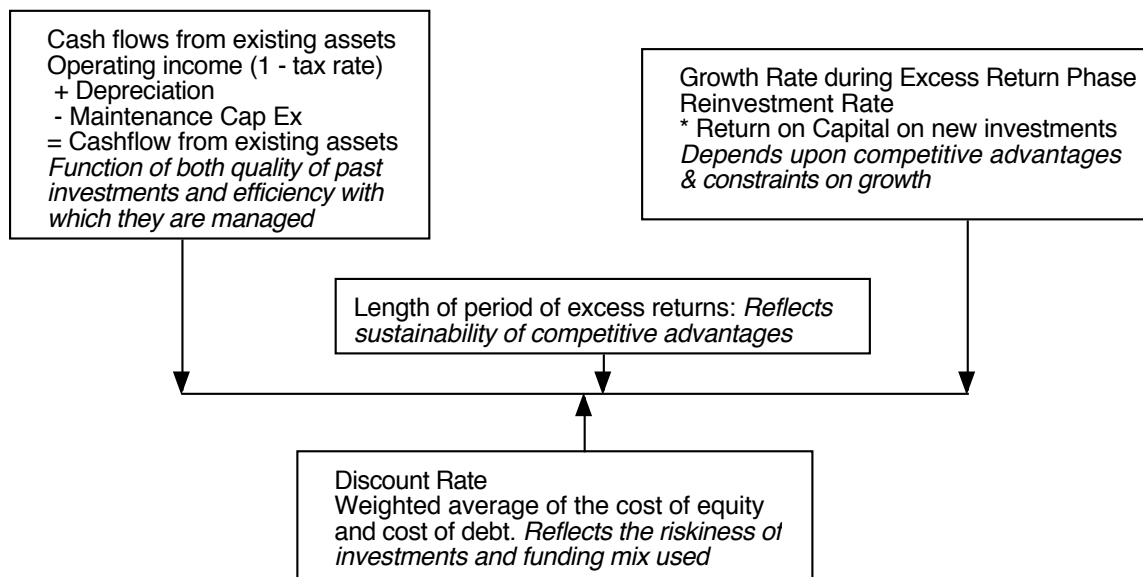 Cash flows from existing assets
Operating income (1 - tax rate)
+ Depreciation
- Maintenance Cap Ex
= Cashflow from existing assets
Function of both quality of past
investments and efficiency with
which they are managed
Growth Rate during Excess Return Phase
Reinvestment Rate
* Return on Capital on new investments
Depends upon competitive advantages
& constraints on growth
Length of period of excess returns: Reflects
sustainability of competitive advantages
Discount Rate
Weighted average of the cost of equity
and cost of debt. Reflects the riskiness of
investments and funding mix used